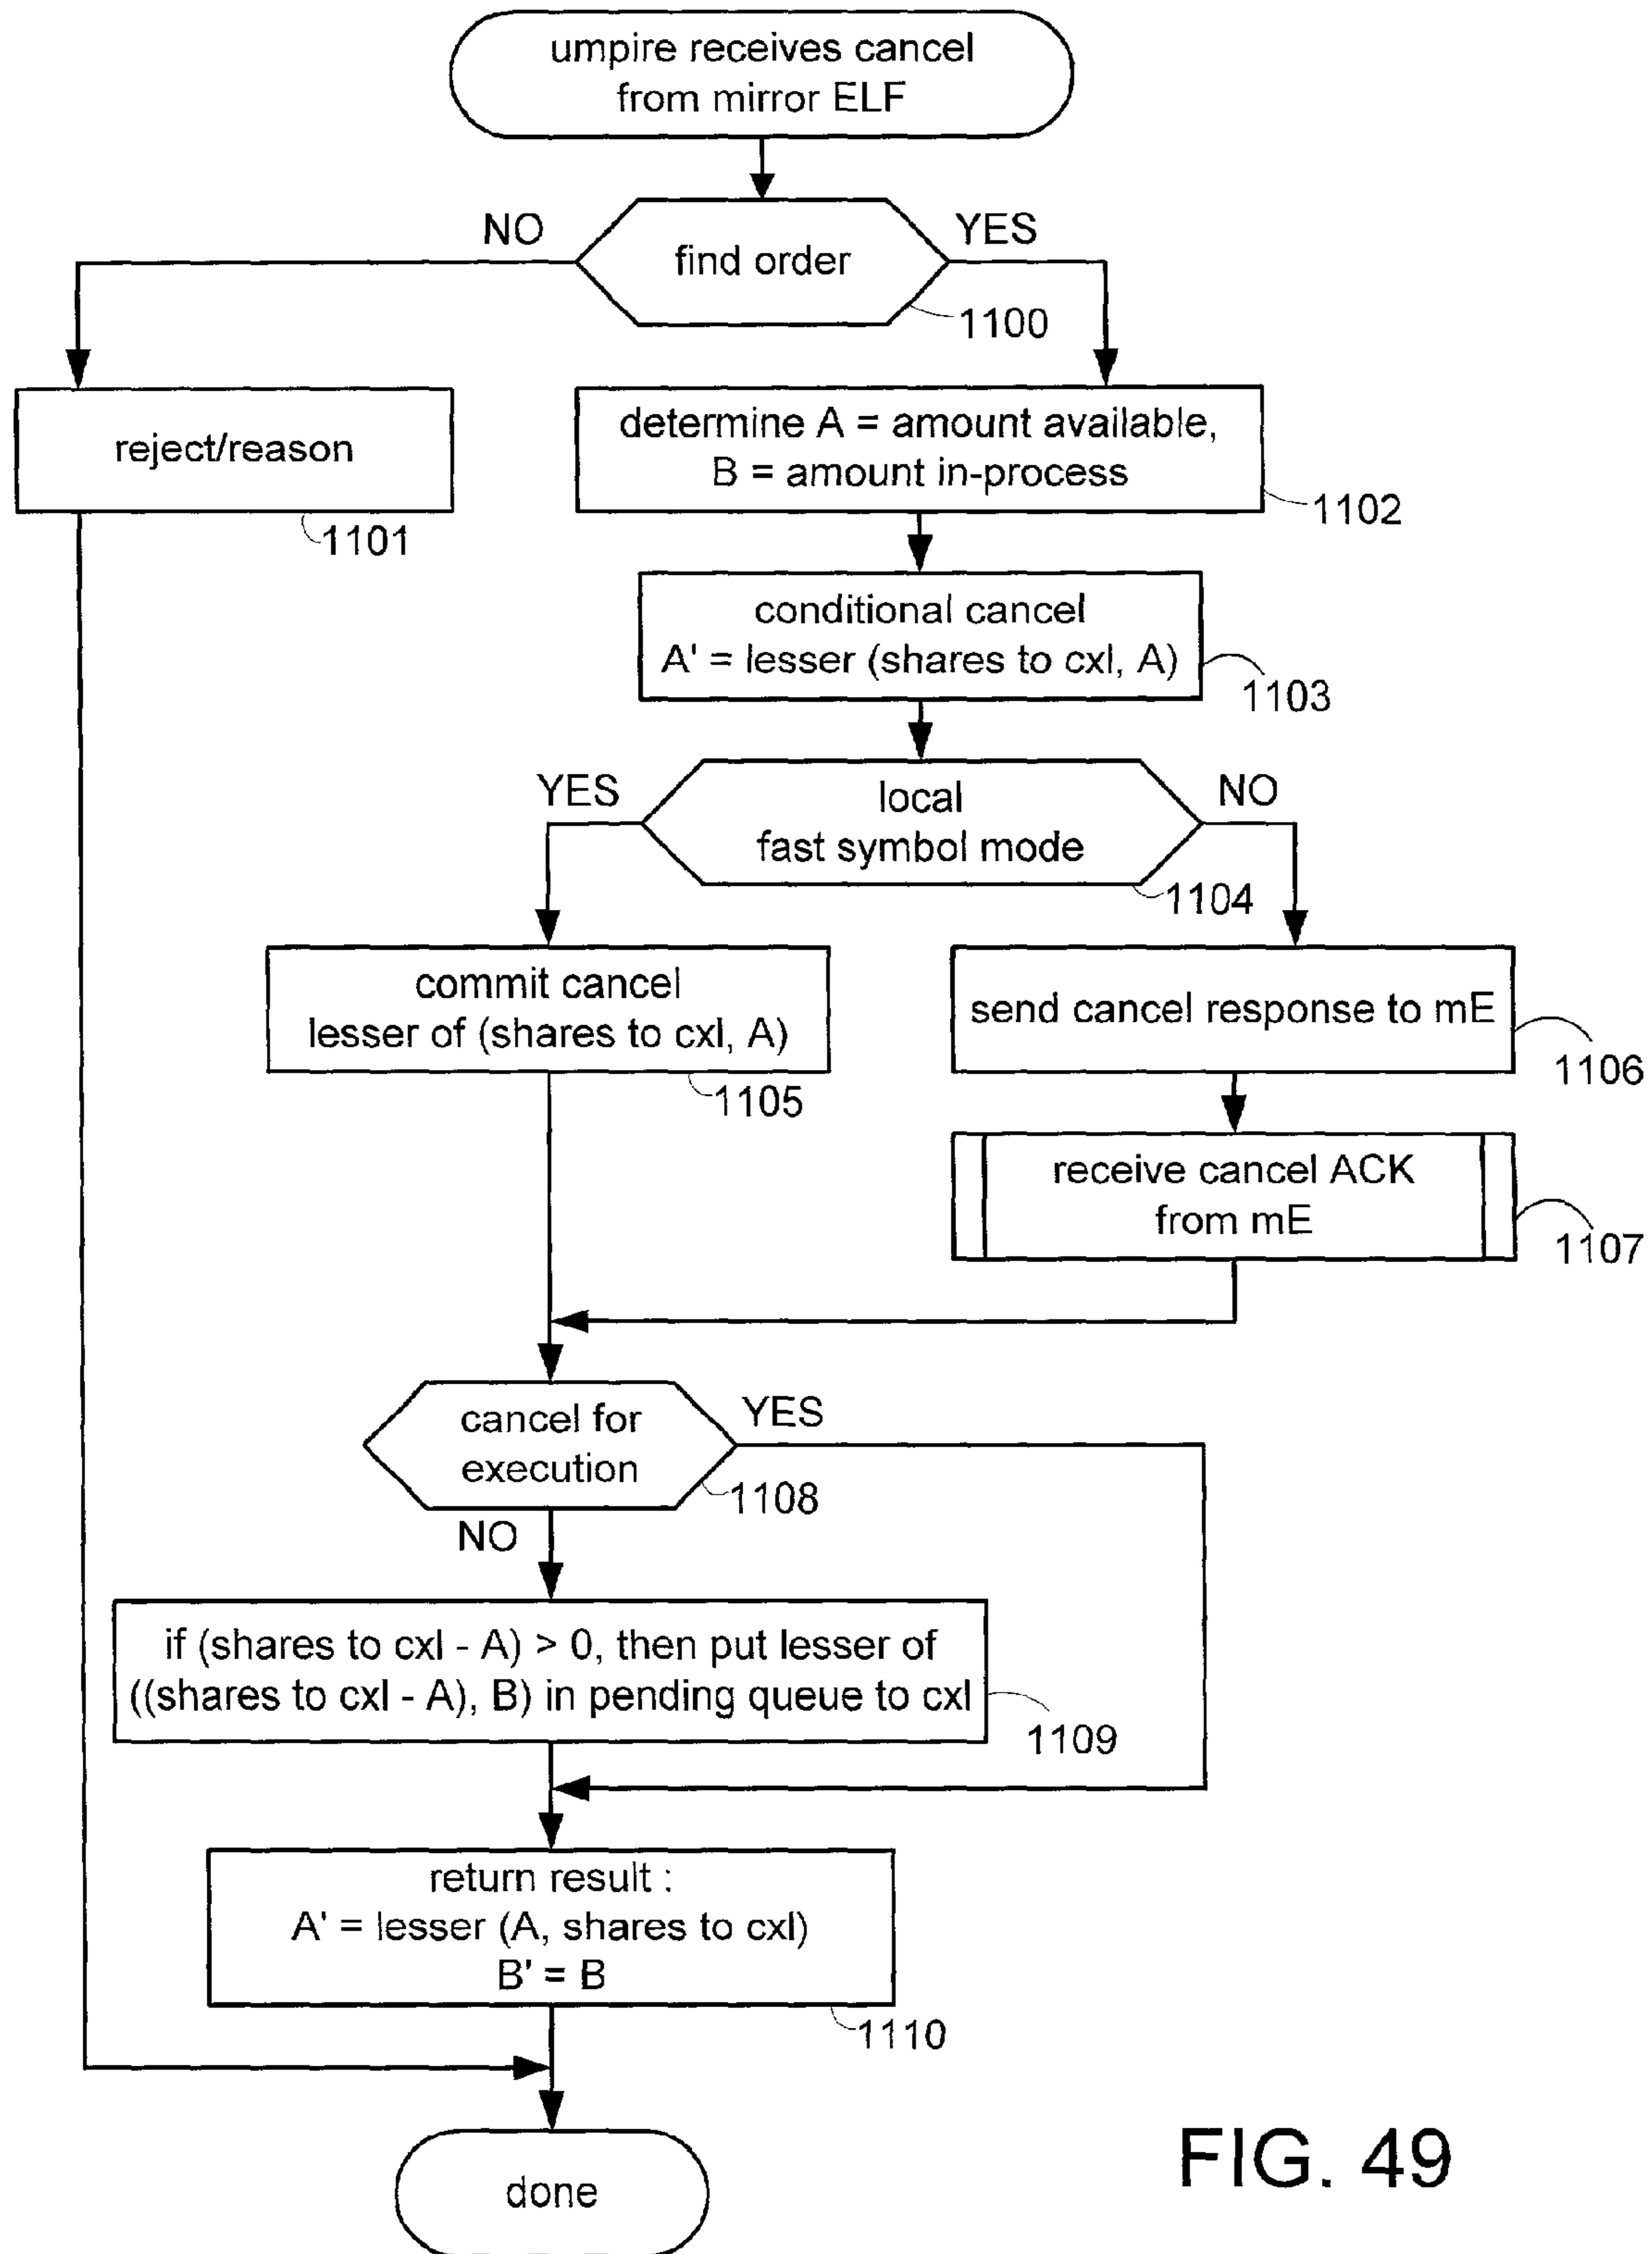 umpire receives cancel
from mirror ELF
NO
YES
find order
1100
reject/reason
1101
determine A = amount available,
B = amount in-process
1102
conditional cancel
A' = lesser (shares to cxl, A)
1103
YES
NO
local
fast symbol mode
1104
commit cancel
lesser of (shares to cxl, A)
1105
send cancel response to mE
1106
receive cancel ACK
from mE
1107
cancel for
execution
YES
1108
NO
if (shares to cxl - A) > 0, then put lesser of
((shares to cxl - A), B) in pending queue to cxl
1109
return result :
A' = lesser (A, shares to cxl)
B' = B
1110
done
FIG. 49